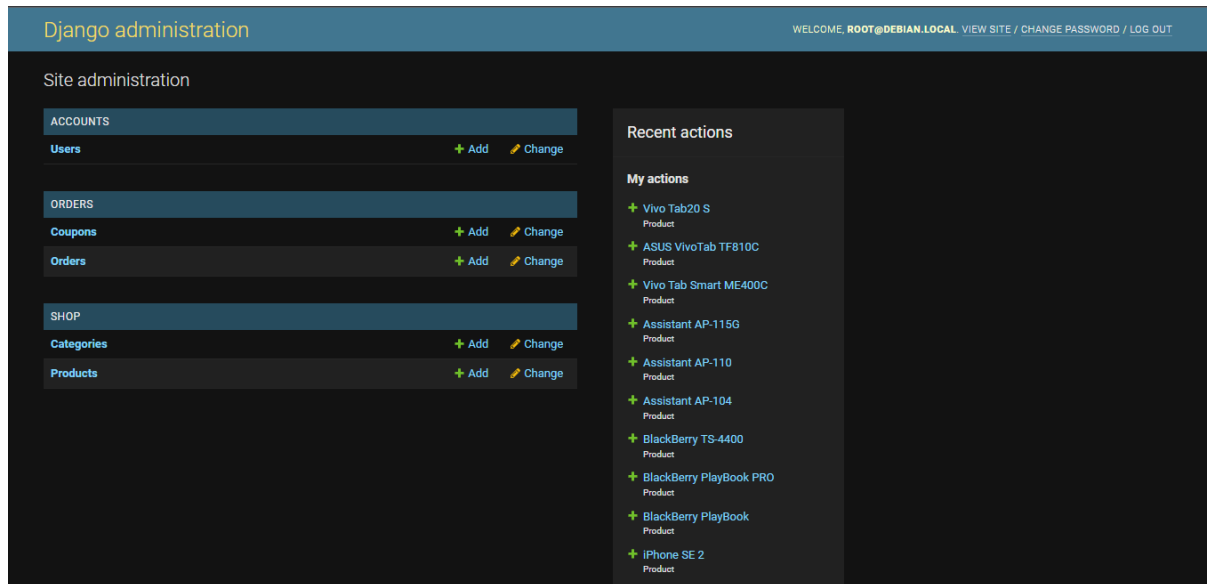 Django administration
WELCOME, ROOT@DEBIAN.LOCAL. VIEW SITE / CHANGE PASSWORD / LOG OUT
Site administration
ACCOUNTS
Users + Add Change
ORDERS
Coupons + Add Change
Orders + Add Change
SHOP
Categories + Add Change
Products + Add Change
Recent actions
My actions
+ Vivo Tab20 S
Product
+ ASUS VivoTab TF810C
Product
+ Vivo Tab Smart ME400C
Product
+ Assistant AP-115G
Product
+ Assistant AP-110
Product
+ Assistant AP-104
Product
+ BlackBerry TS-4400
Product
+ BlackBerry PlayBook PRO
Product
+ BlackBerry PlayBook
Product
+ iPhone SE 2
Product